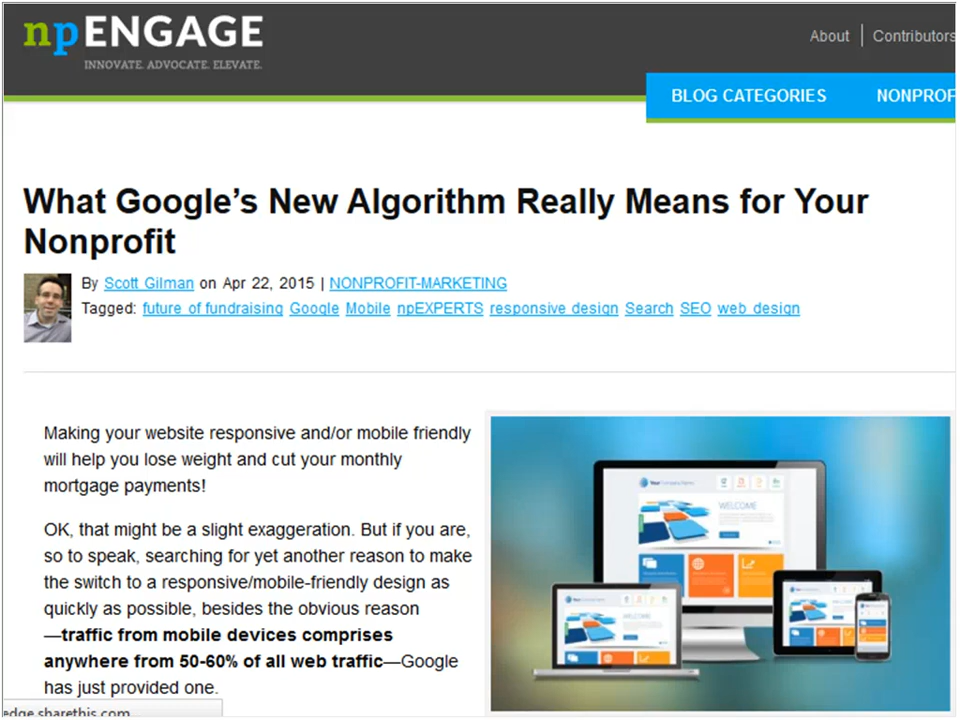 npENGAGE
INNOVATE. ADVOCATE. ELEVATE.
About | Contributors
BLOG CATEGORIES NONPROF
What Google's New Algorithm Really Means for Your
Nonprofit
By Scott Gilman on Apr 22, 2015 | NONPROFIT-MARKETING
Tagged: future of fundraising Google Mobile npEXPERTS responsive design Search SEO web design
Making your website responsive and/or mobile friendly
will help you lose weight and cut your monthly
mortgage payments!
OK, that might be a slight exaggeration. But if you are,
so to speak, searching for yet another reason to make
the switch to a responsive/mobile-friendly design as
quickly as possible, besides the obvious reason
—traffic from mobile devices comprises
anywhere from 50-60% of all web traffic—Google
has just provided one.
Your Company Name
WELCOME
edge.sharethis.com